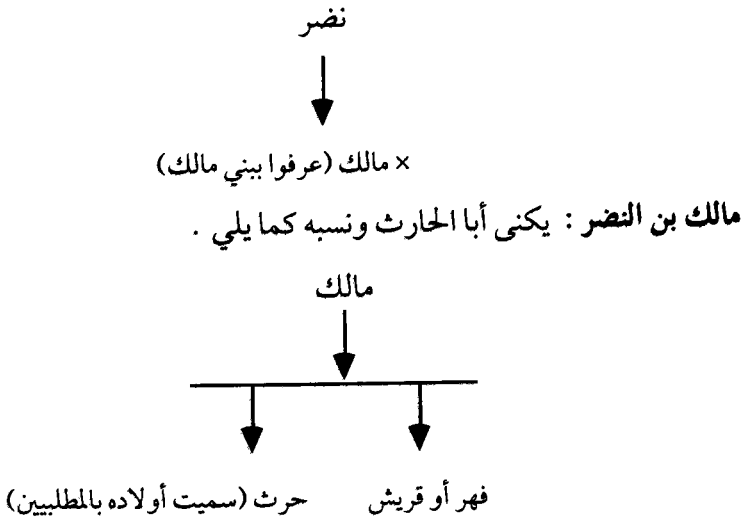 نضر
× مالك (عرفوا ببني مالك)
مالك بن النضر : يكنى أبا الحارث ونسبه كما يلي .
مالك
فهر أو قريش حرث (سميت أولاده بالمطلبيين)